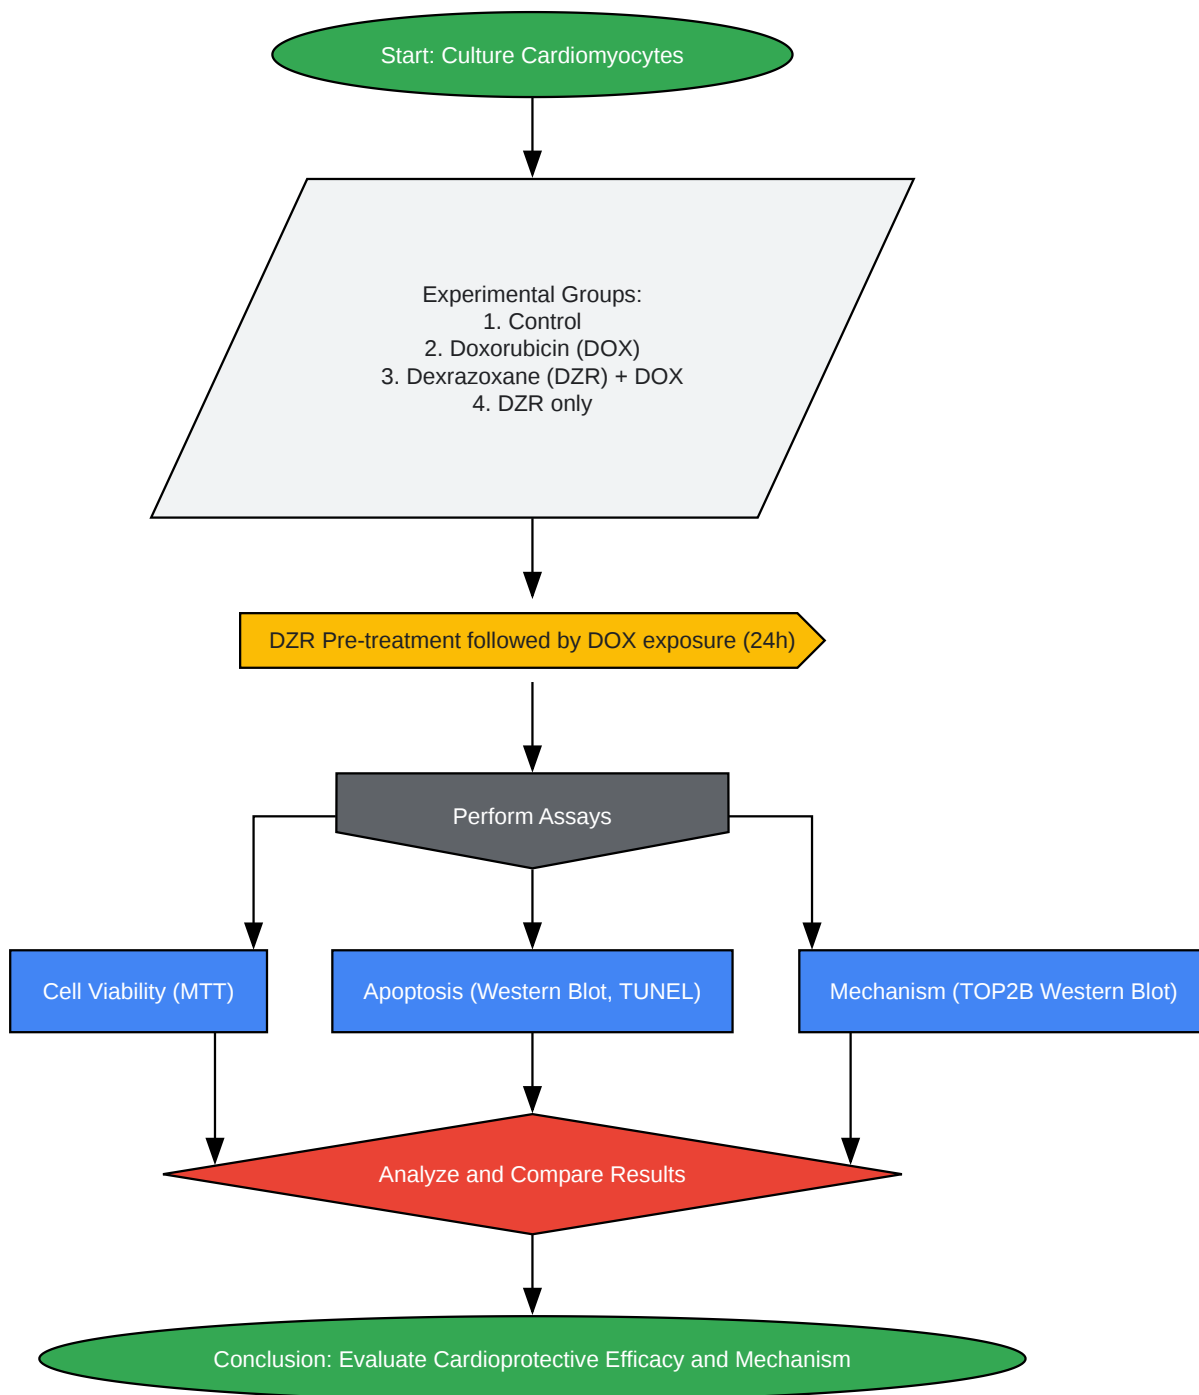 Start: Culture Cardiomyocytes
Experimental Groups:
1. Control
2. Doxorubicin (DOX)
3. Dexrazoxane (DZR) + DOX
4. DZR only
DZR Pre-treatment followed by DOX exposure (24h)
Perform Assays
Cell Viability (MTT)
Apoptosis (Western Blot, TUNEL)
Mechanism (TOP2B Western Blot)
Analyze and Compare Results
Conclusion: Evaluate Cardioprotective Efficacy and Mechanism